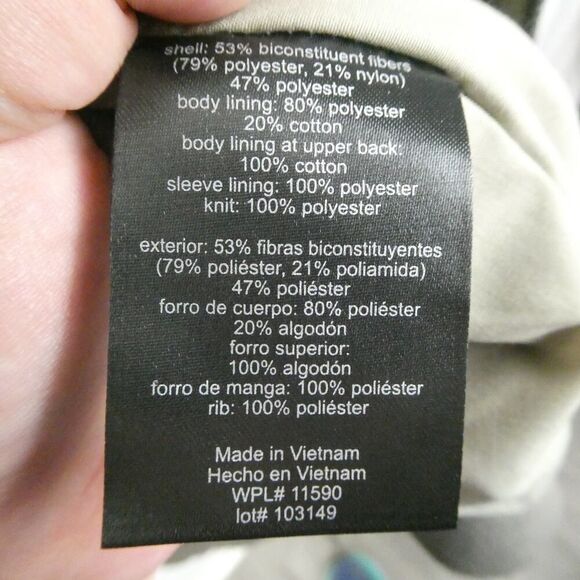 shell: 53% biconstituent fibers
(79% polyester, 21% nylon)
47% polyester
body lining: 80% polyester
20% cotton
body lining at upper back:
100% cotton
sleeve lining: 100% polyester
knit: 100% polyester
exterior: 53% fibras biconstituyentes
(79% poliéster, 21% poliamida)
47% poliéster
forro de cuerpo: 80% poliéster
20% algodón
forro superior:
100% algodón
forro de manga: 100% poliéster
rib: 100% poliéster
Made in Vietnam
Hecho en Vietnam
WPL# 11590
lot# 103149